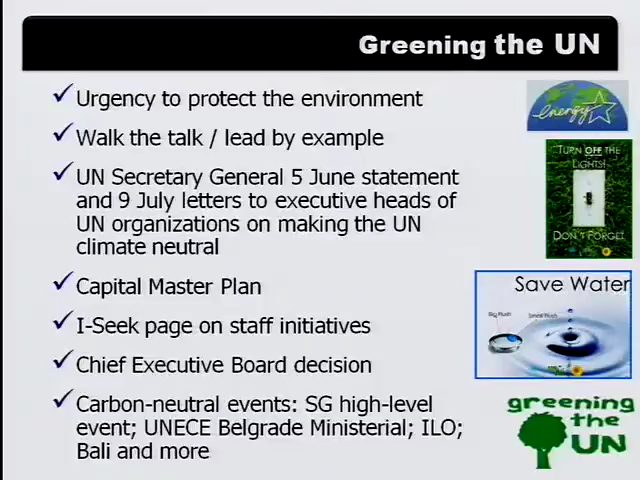 Greening the UN
Urgency to protect the environment
Walk the talk / lead by example
UN Secretary General 5 June statement
and 9 July letters to executive heads of
UN organizations on making the UN
climate neutral
Capital Master Plan
I-Seek page on staff initiatives
Chief Executive Board decision
Carbon-neutral events: SG high-level
event; UNECE Belgrade Ministerial; ILO;
Bali and more
energy
"TURN OFF THE
LIGHTS!
DON'T FORGET
Save Water
Big Flush
Small Flush
greening
the
UN